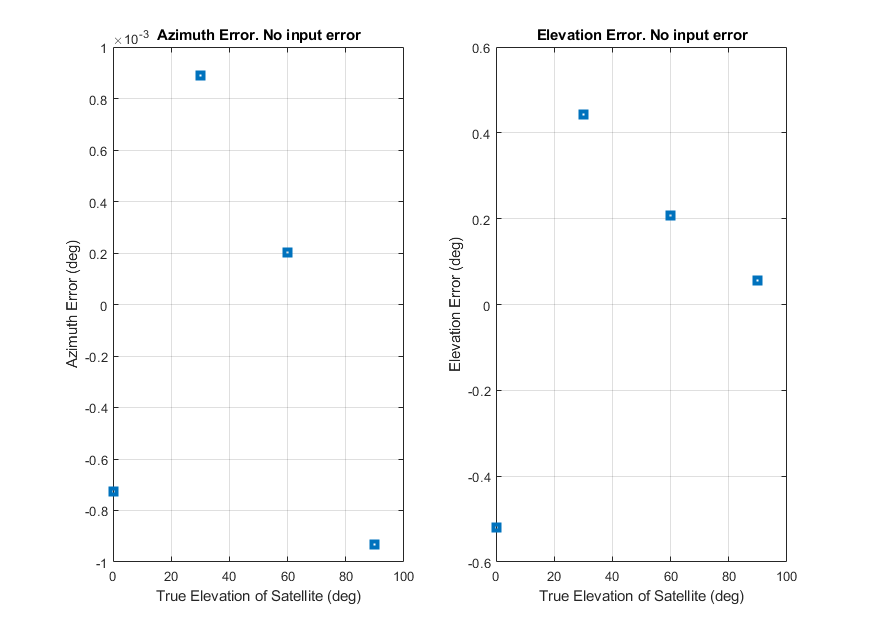 ×10-3 Azimuth Error. No input error
1
0.8
0.6
0.4
0.2
0
-0.2
-0.4
-0.6
-0.8
-1
Azimuth Error (deg)
0 20 40 60 80 100
True Elevation of Satellite (deg)
Elevation Error. No input error
0.6
0.4
0.2
0
-0.2
-0.4
-0.6
Elevation Error (deg)
0 20 40 60 80 100
True Elevation of Satellite (deg)